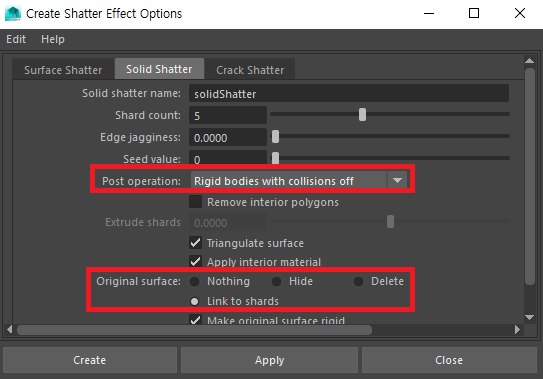 Create Shatter Effect Options
Edit Help
Surface Shatter Solid Shatter Crack Shatter
Solid shatter name: solidShatter
Shard count: 5
Edge jagginess: 0.0000
Seed value: 0
Post operation: Rigid bodies with collisions off
Remove interior polygons
Extrude shards 0.0000
Triangulate surface
Apply interior material
Original surface: Nothing Hide Delete
Link to shards
Make original surface rigid
Create Apply Close